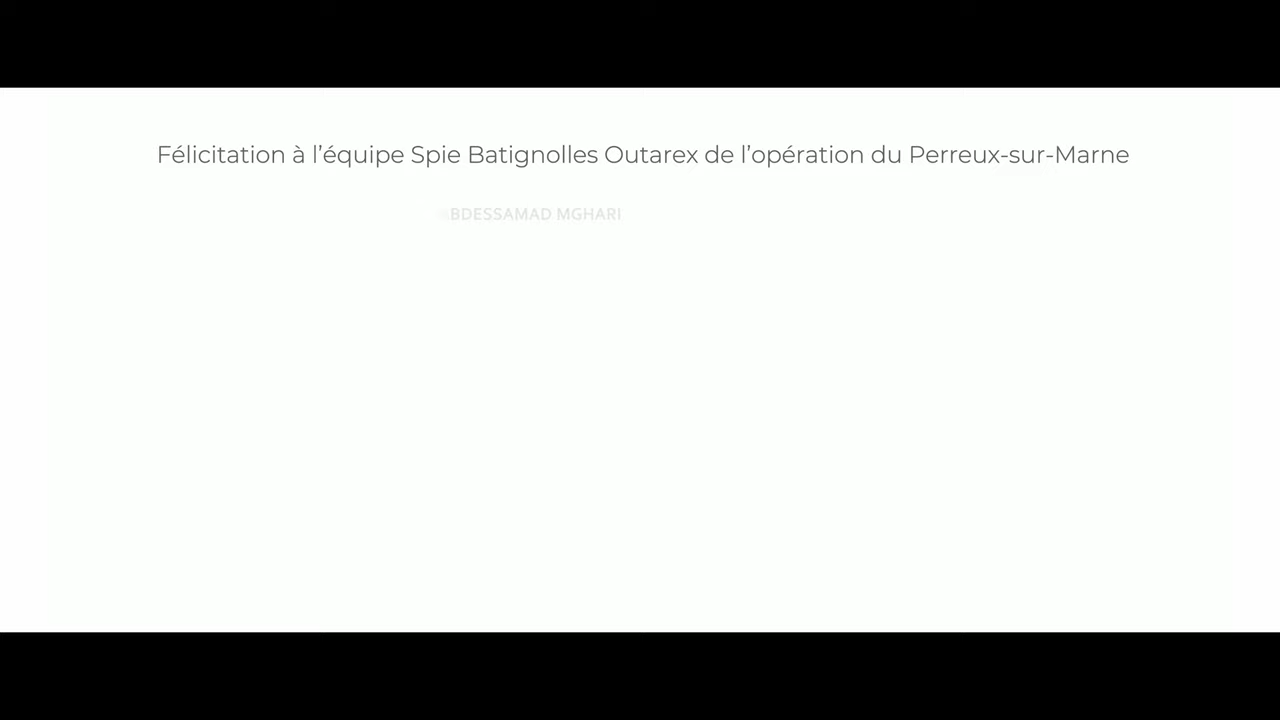 Félicitation à l’équipe Spie Batignolles Outarex de l’opération du Perreux-sur-Marne
BDESSAMAD MGHARI